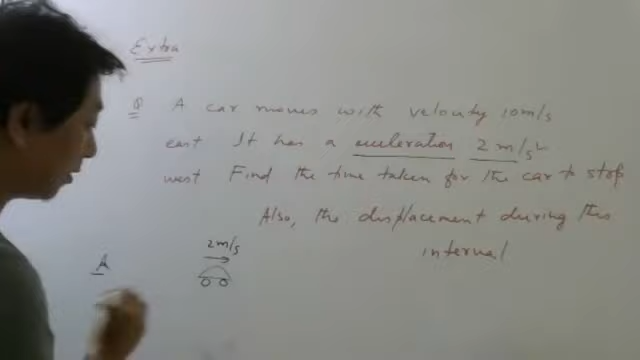 Extra
Q A car moves with velocity 10m/s
east It has a acceleration 2 m/s²
west Find the time taken for the car to stop
Also, the displacement during this
interval
2m/s
A